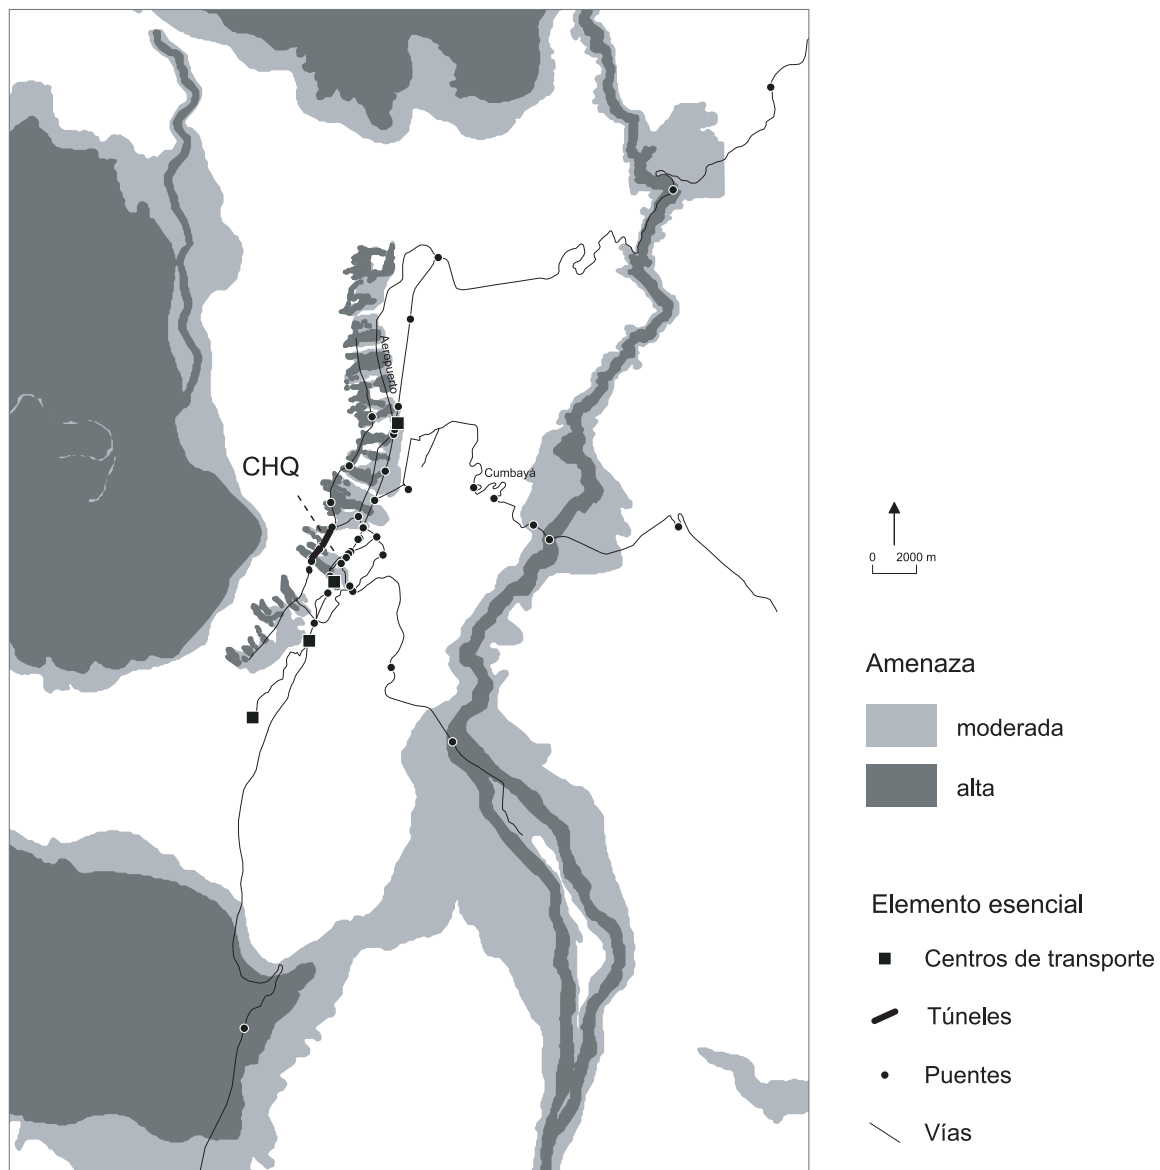 Aeropuerto
CHQ
Cumbayá
0 2000 m
Amenaza
moderada
alta
Elemento esencial
Centros de transporte
Túneles
Puentes
Vías